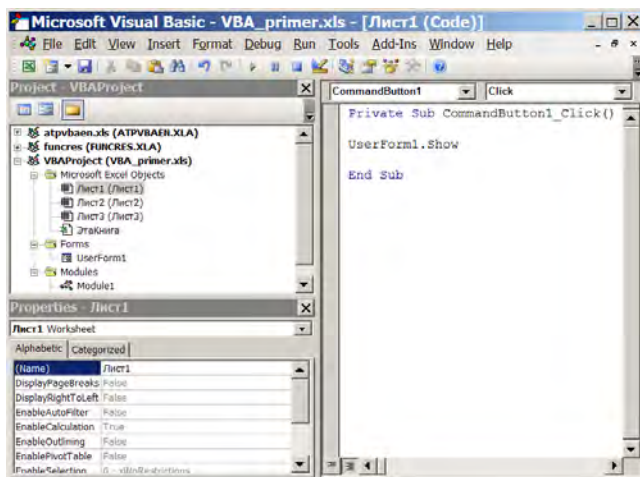 Microsoft Visual Basic - VBA_primer.xls - [Лист1 (Code)]
File Edit View Insert Format Debug Run Tools Add-Ins Window Help
Project - VBAProject
CommandButton1 Click
atpvbaen.xls (ATPVBAEN.XLA)
funcres (FUNCRES.XLA)
VBAProject (VBA_primer.xls)
Microsoft Excel Objects
Лист1 (Лист1)
Лист2 (Лист2)
Лист3 (Лист3)
ЭтаКнига
Forms
UserForm1
Modules
Module1
Private Sub CommandButton1_Click()
UserForm1.Show
End Sub
Properties - Лист1
Лист1 Worksheet
Alphabetic Categorized
(Name) Лист1
DisplayPageBreaks False
DisplayRightToLeft False
EnableAutoFilter False
EnableCalculation True
EnableOutlining False
EnablePivotTable False
EnableSelection 0 - xlNoRestrictions